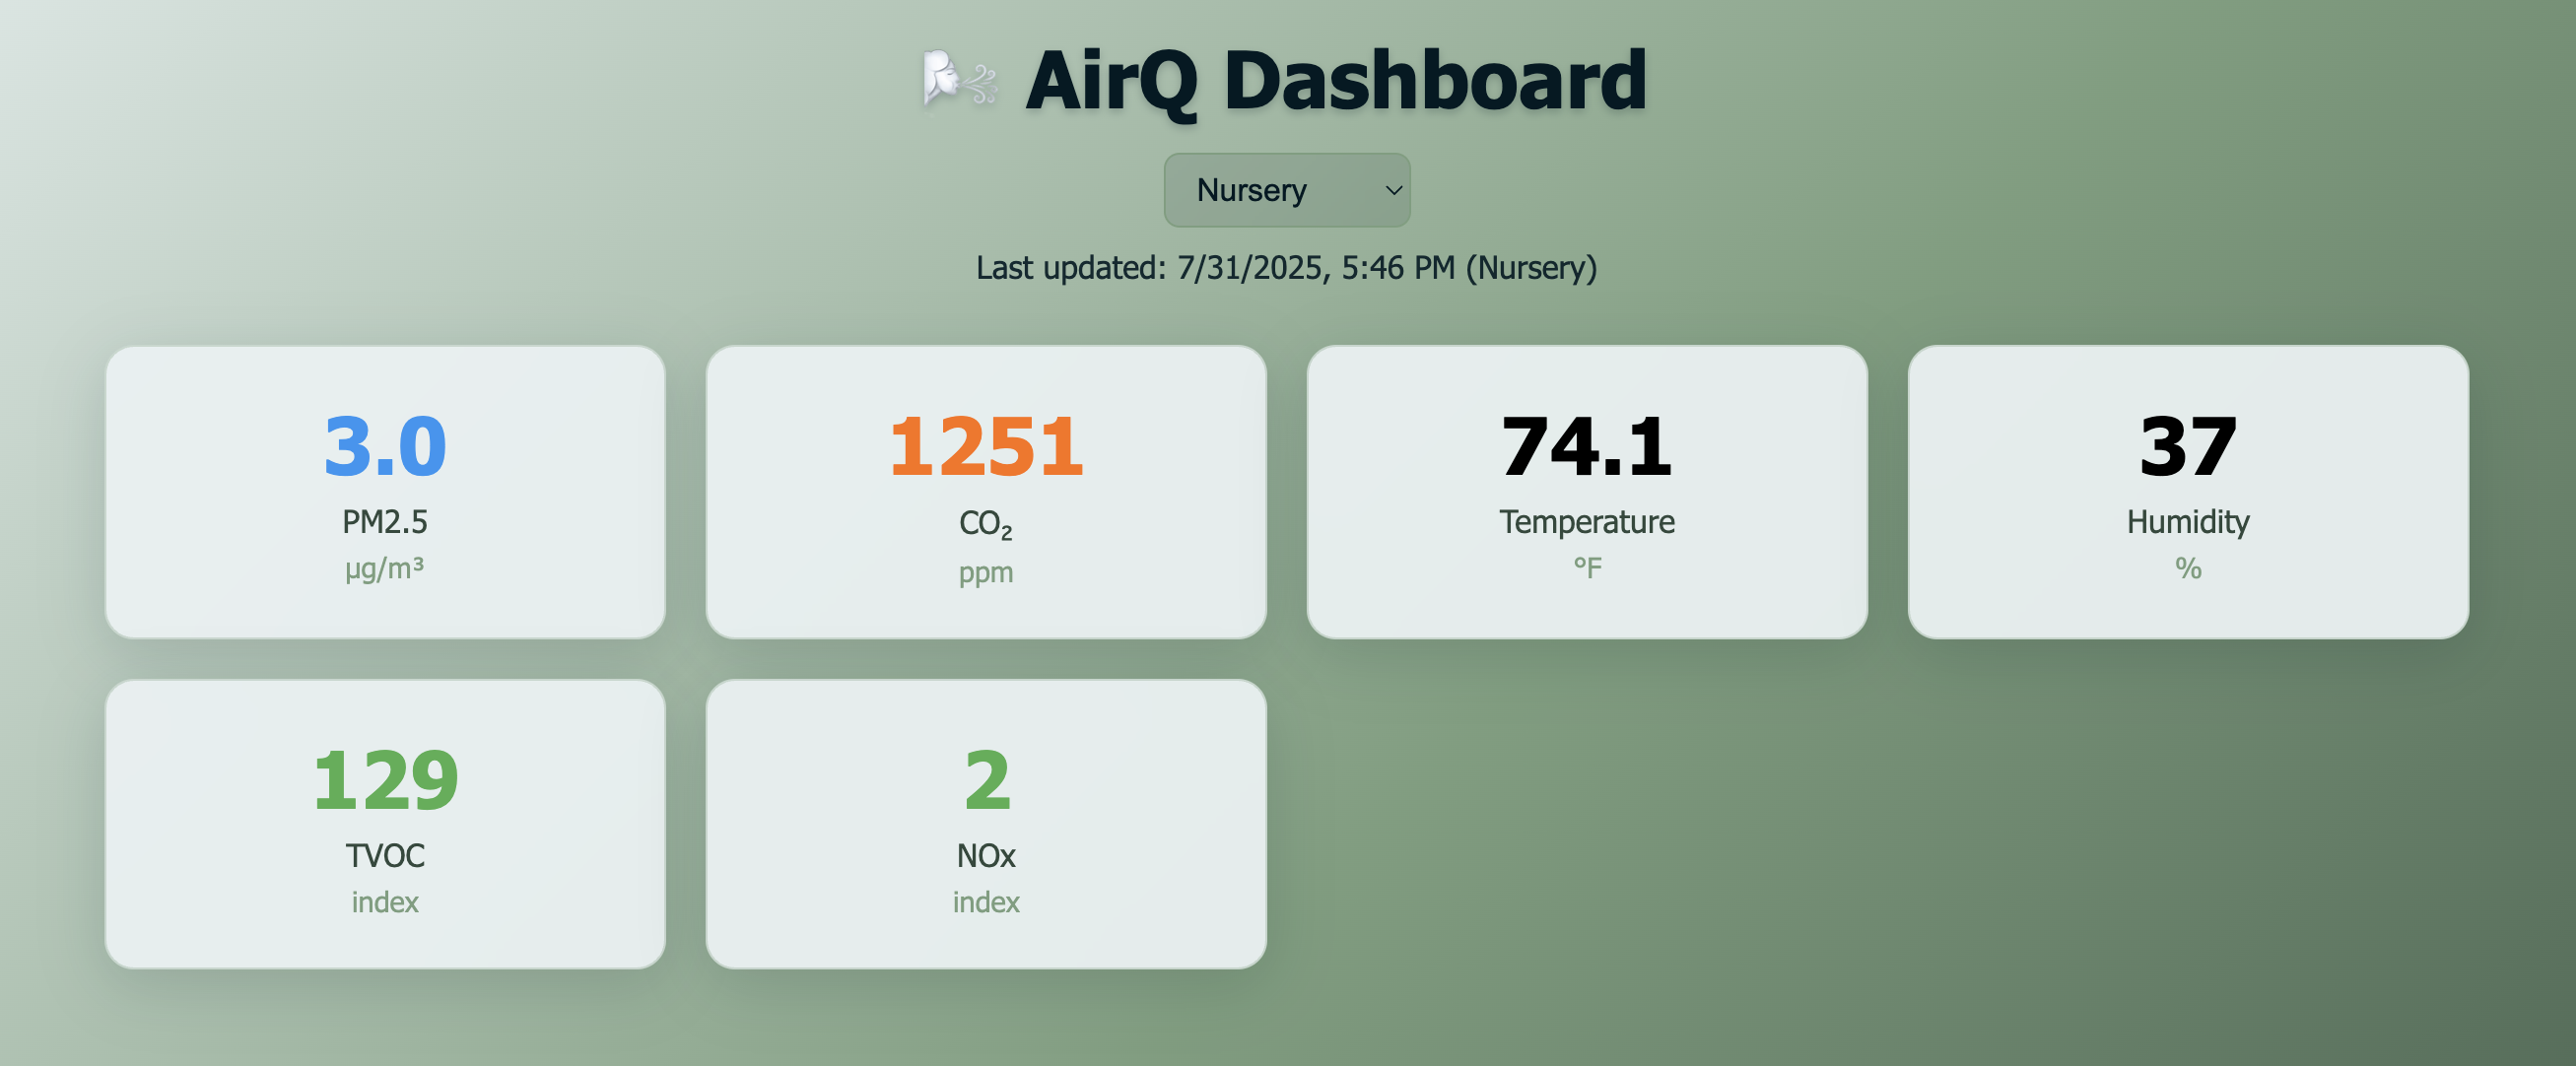 AirQ Dashboard
Nursery
Last updated: 7/31/2025, 5:46 PM (Nursery)
3.0
PM2.5
µg/m³
1251
CO₂
ppm
74.1
Temperature
°F
37
Humidity
%
129
TVOC
index
2
NOx
index